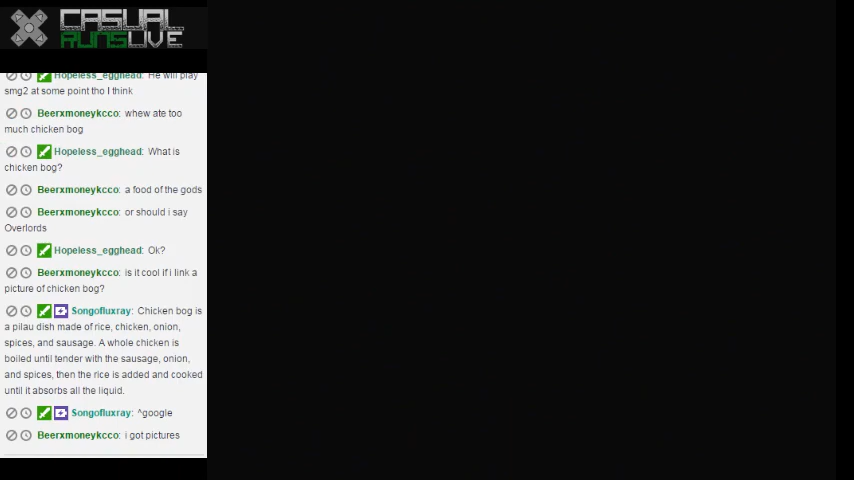 CASUAL
RUNSLIVE
Hopeless_egghead: He will play
smg2 at some point tho I think
Beerxmoneykcco: whew ate too
much chicken bog
Hopeless_egghead: What is
chicken bog?
Beerxmoneykcco: a food of the gods
Beerxmoneykcco: or should i say
Overlords
Hopeless_egghead: Ok?
Beerxmoneykcco: is it cool if i link a
picture of chicken bog?
Songofluxray: Chicken bog is
a pilau dish made of rice, chicken, onion,
spices, and sausage. A whole chicken is
boiled until tender with the sausage, onion,
and spices, then the rice is added and cooked
until it absorbs all the liquid.
Songofluxray: ^google
Beerxmoneykcco: i got pictures